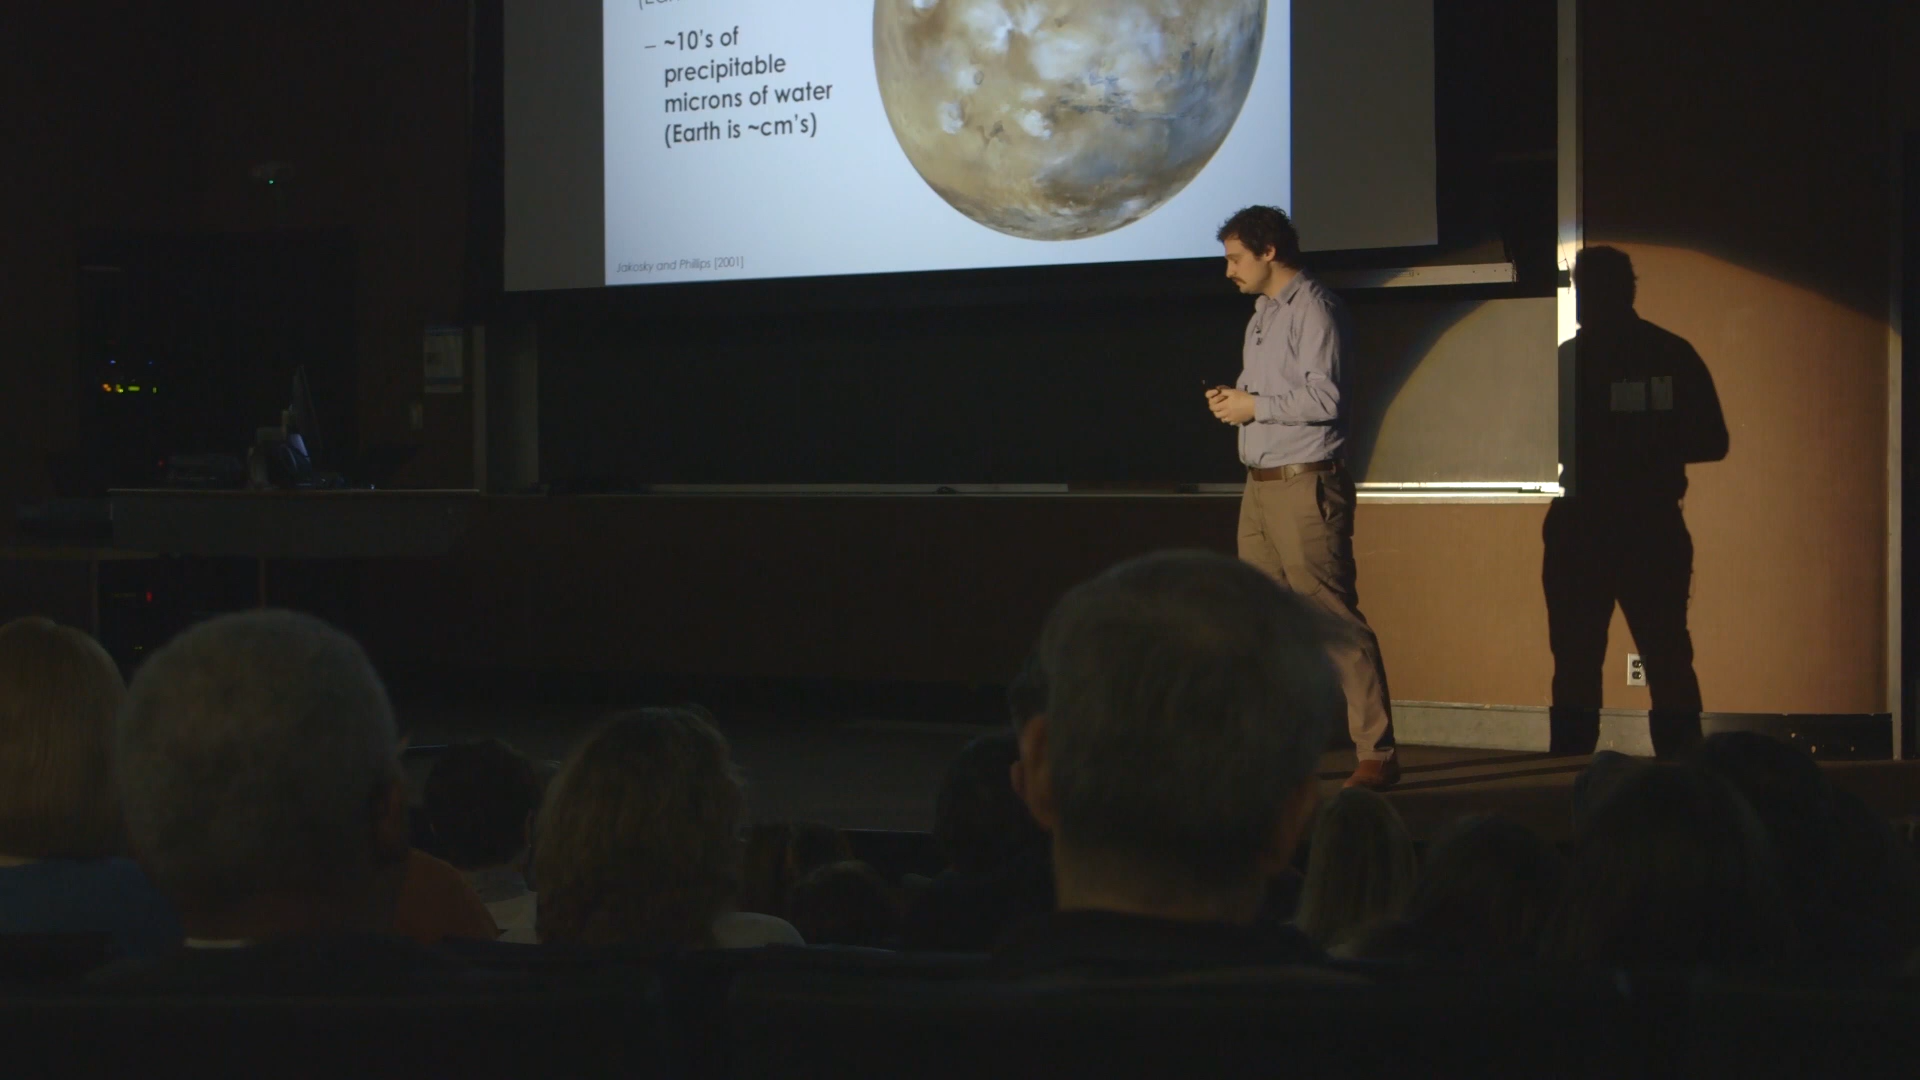 – ~10's of
precipitable
microns of water
(Earth is ~cm's)
Jakosky and Phillips [2001]